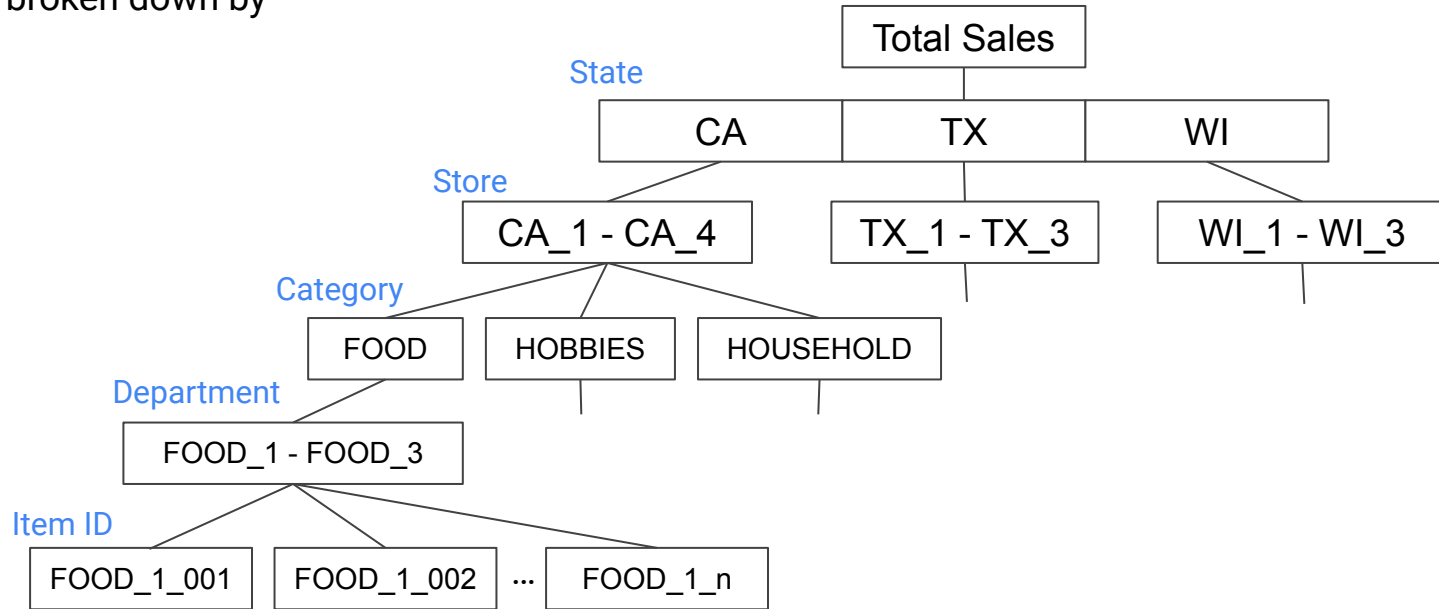 broken down by
Total Sales
State
CA TX WI
Store
CA_1 - CA_4 TX_1 - TX_3 WI_1 - WI_3
Category
FOOD HOBBIES HOUSEHOLD
Department
FOOD_1 - FOOD_3
Item ID
FOOD_1_001 FOOD_1_002 ... FOOD_1_n